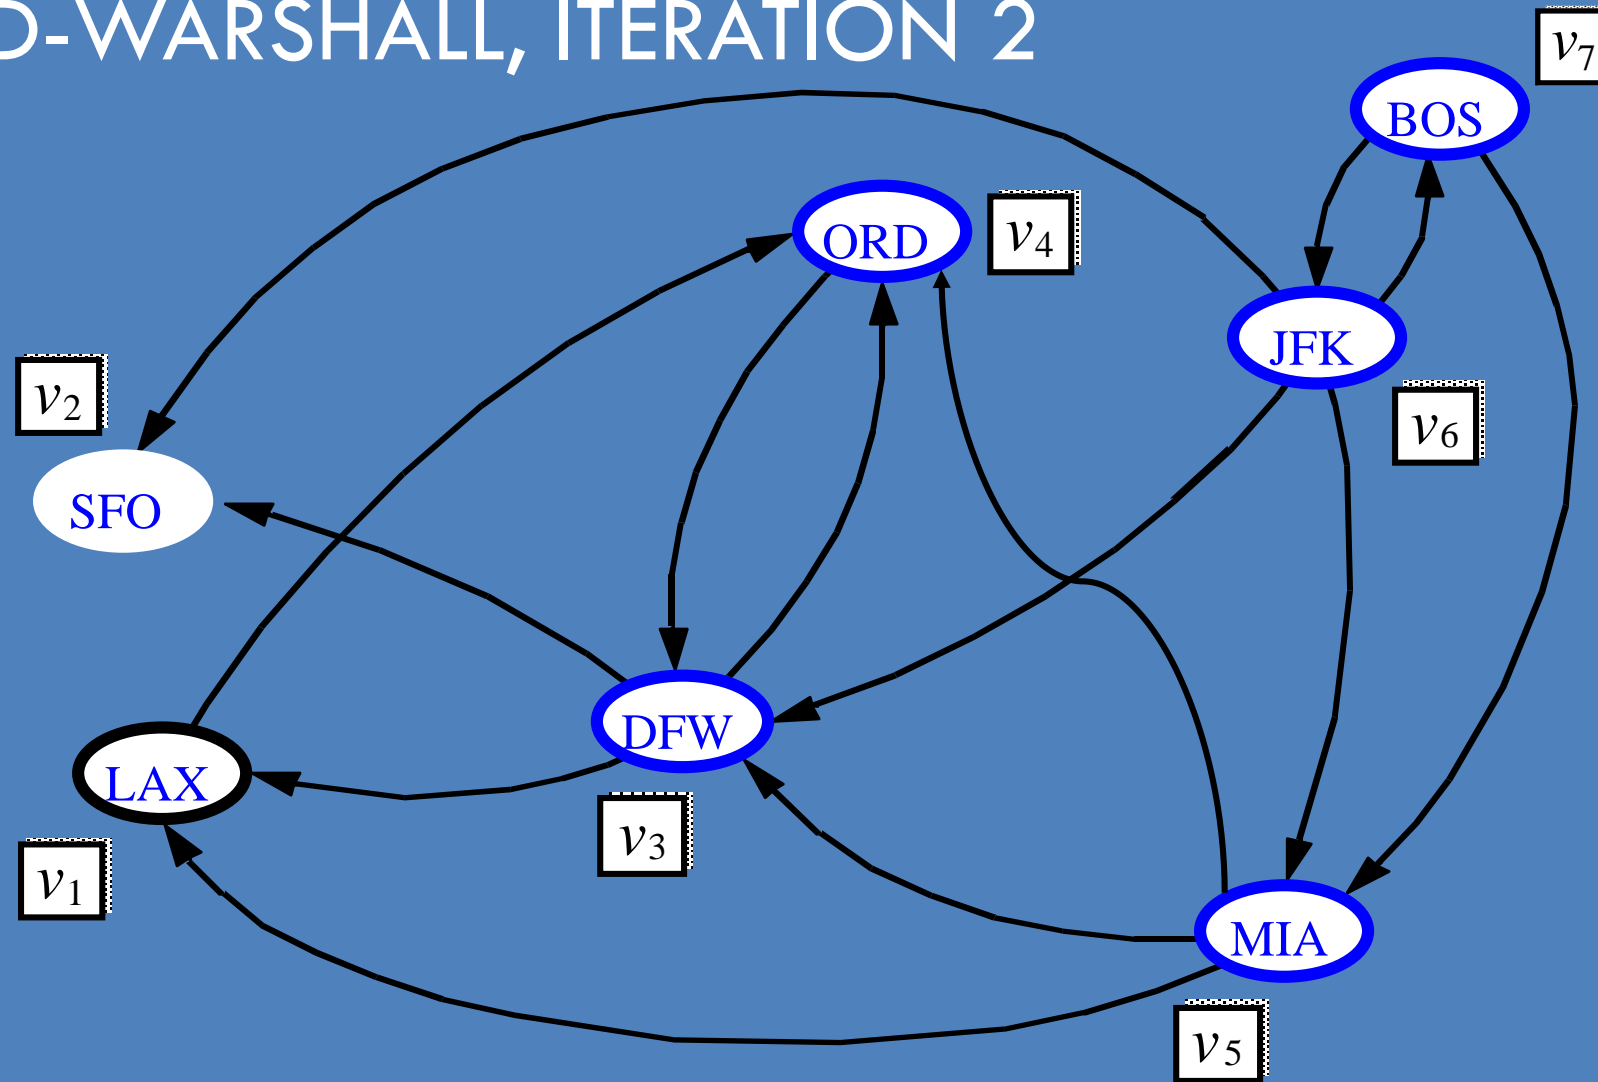 D-WARSHALL, ITERATION 2
v7
BOS
ORD
v4
JFK
v2
v6
SFO
DFW
LAX
v3
v1
MIA
v5